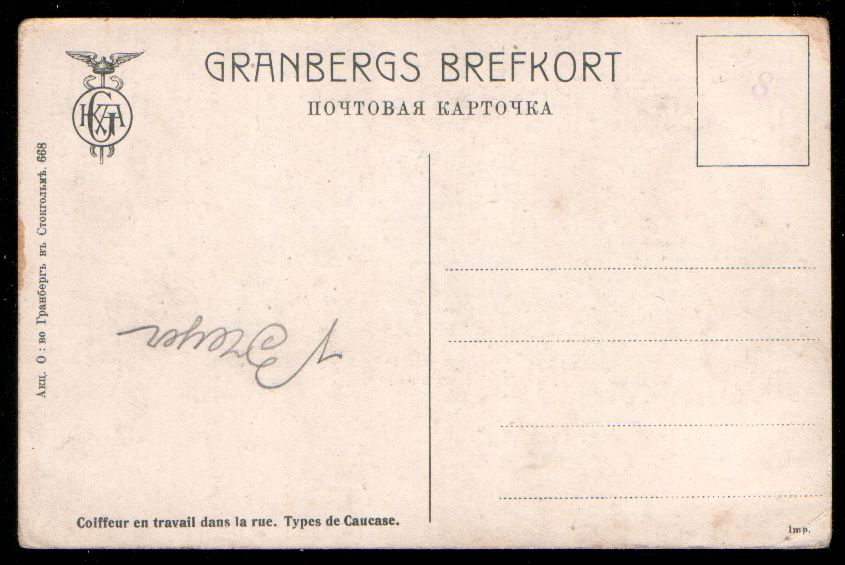 GRANBERGS BREFKORT
ПОЧТОВАЯ КАРТОЧКА
8
Акц. О: во Гранбергъ въ Стокгольмѣ. 668
Coiffeur en travail dans la rue. Types de Caucase.
Imp.